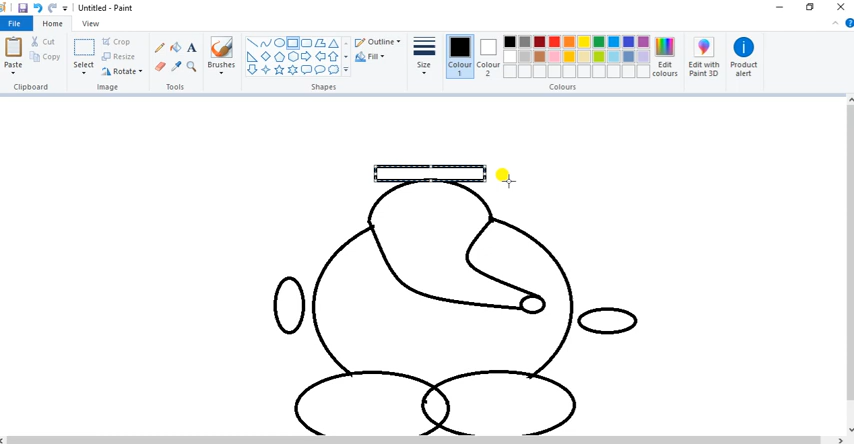 Untitled - Paint
File Home View
Paste
Cut
Copy
Clipboard
Select
Crop
Resize
Rotate
Image
A
Tools
Brushes
Outline
Fill
Shapes
Size
Colour
1
Colour
2
Edit
colours
Colours
Edit with
Paint 3D
Product
alert